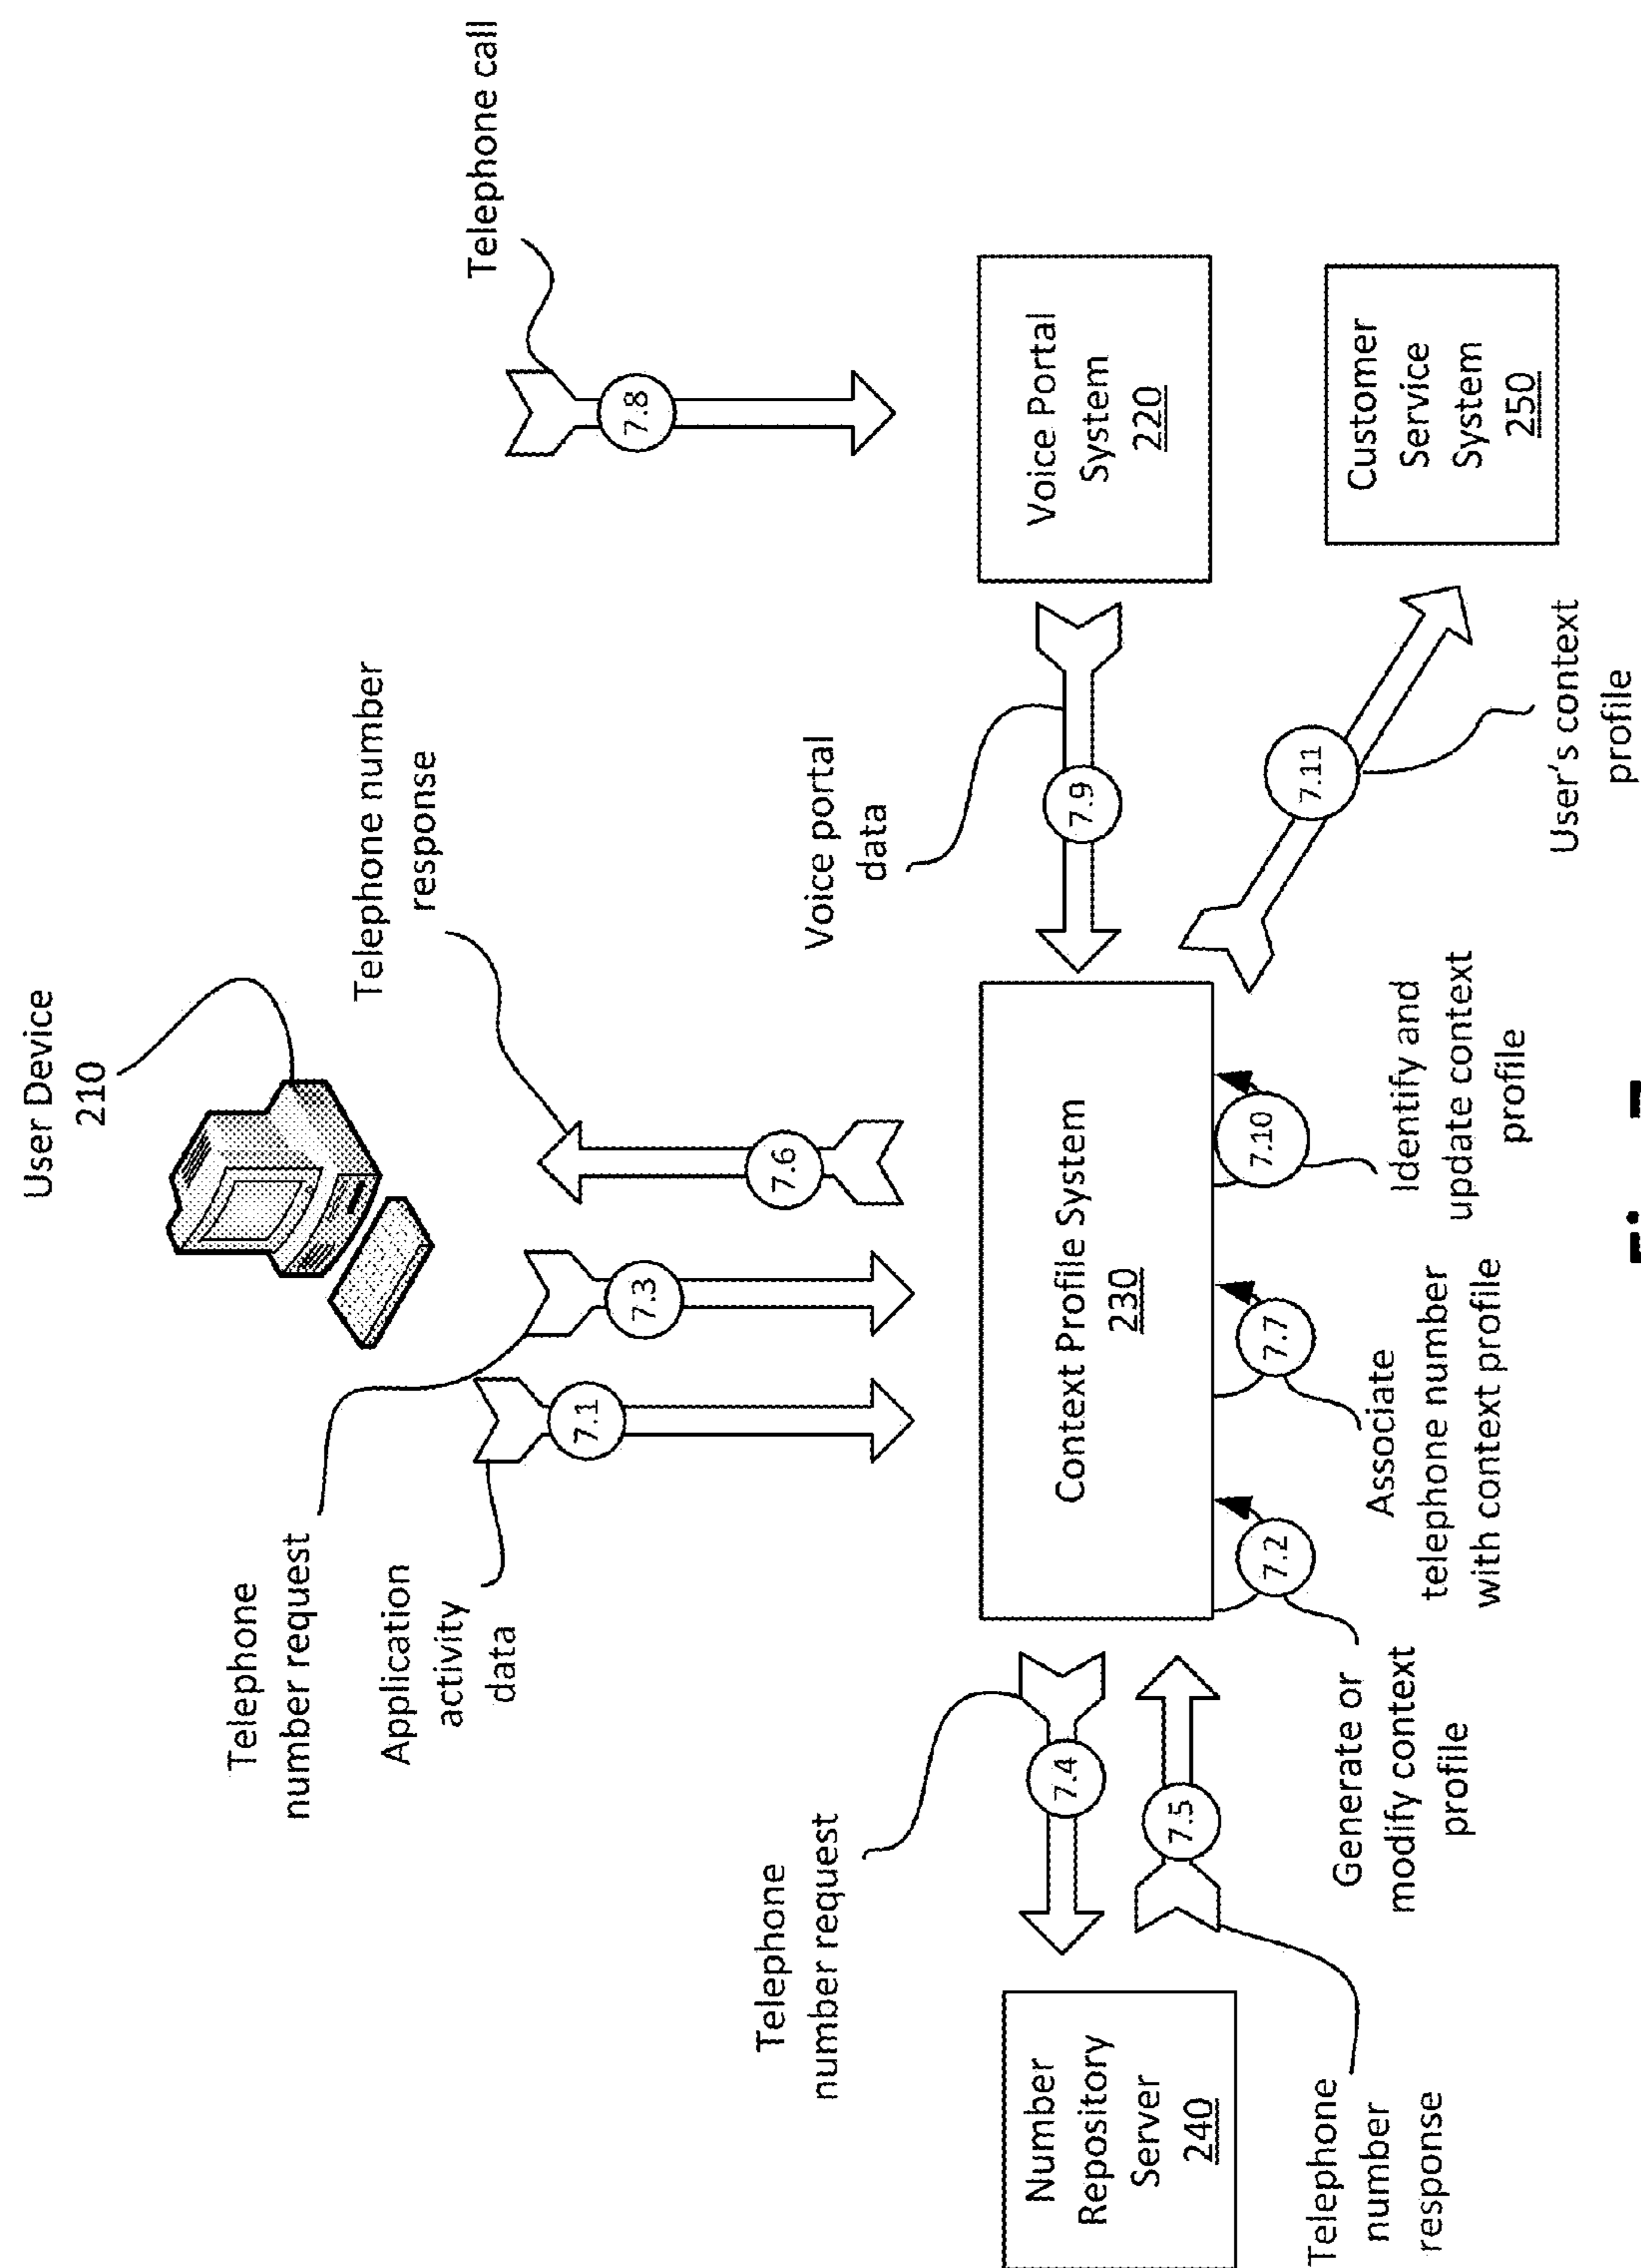 User Device
210
Telephone
number request
Application
activity
data
Telephone number
response
Telephone call
7.1
7.3
7.6
7.8
Telephone
number request
Voice portal
data
Number
Repository
Server
240
7.4
7.5
Context Profile System
230
7.9
Voice Portal
System
220
7.2
7.7
7.10
7.11
Customer
Service
System
250
Telephone
number
response
Generate or
modify context
profile
Associate
telephone number
with context profile
Identify and
update context
profile
User's context
profile